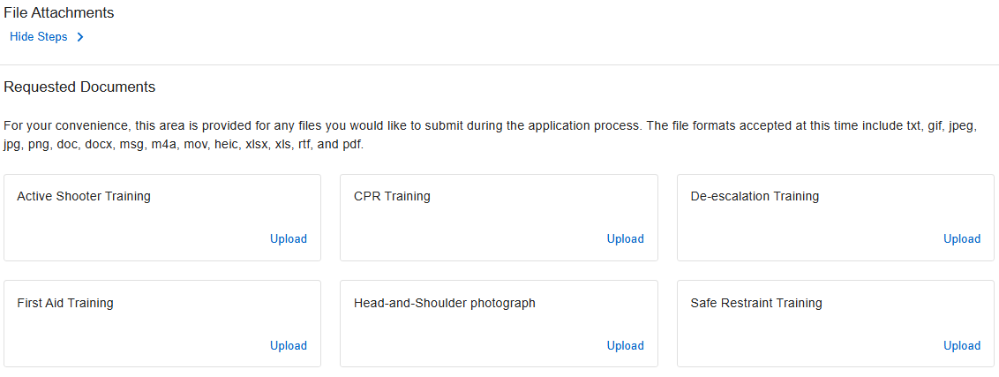 File Attachments
Hide Steps
Requested Documents
For your convenience, this area is provided for any files you would like to submit during the application process. The file formats accepted at this time include txt, gif, jpeg,
jpg, png, doc, docx, msg, m4a, mov, heic, xlsx, xls, rtf, and pdf.
Active Shooter Training
CPR Training
De-escalation Training
Upload
Upload
Upload
First Aid Training
Head-and-Shoulder photograph
Safe Restraint Training
Upload
Upload
Upload